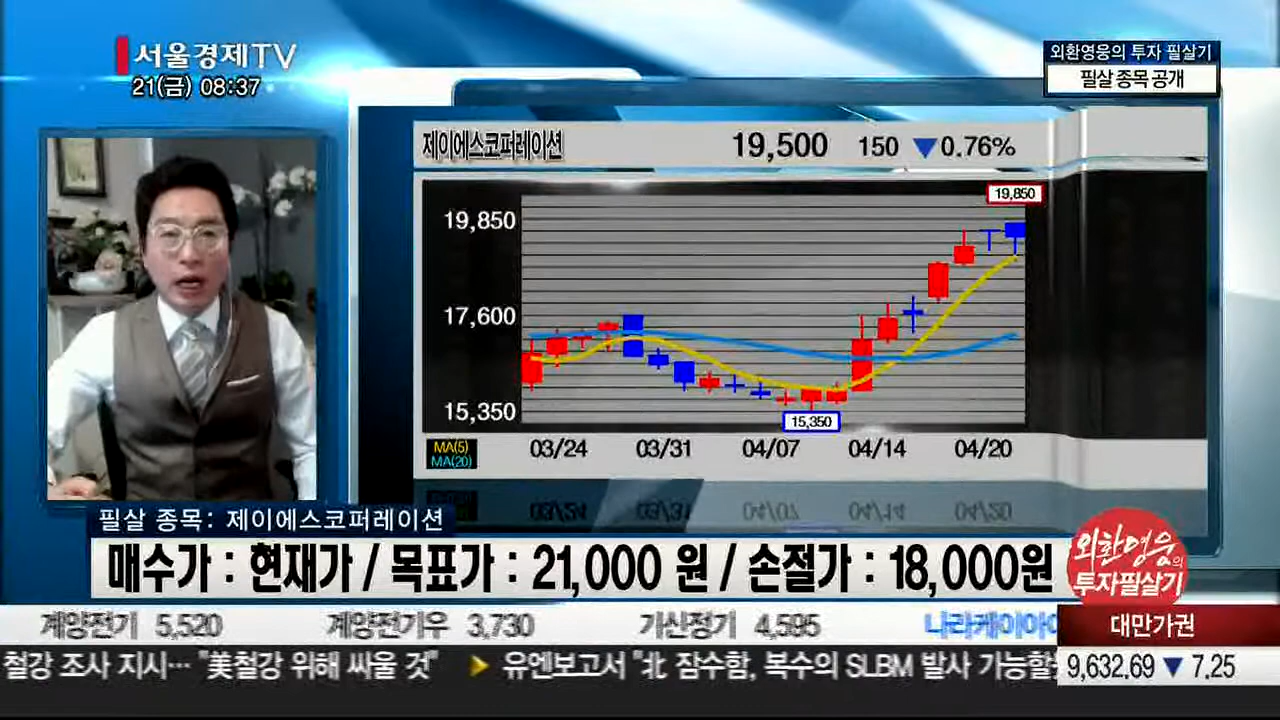 서울경제TV
21(금) 08:37
외환영웅의 투자 필살기
필살 종목 공개
제이에스코퍼레이션 19,500 150 ▼0.76%
19,850
19,850
17,600
15,350
15,350
MA(5)
MA(20)
03/24 03/31 04/07 04/14 04/20
필살 종목: 제이에스코퍼레이션
매수가 : 현재가 / 목표가 : 21,000 원 / 손절가 : 18,000원
외환영웅의
투자필살기
계양전기 5,520 계양전기우 3,730 가신정기 4,595 나라케이아이
대만가권
철강 조사 지시… "美철강 위해 싸울 것" ▶ 유엔보고서 "北 잠수함, 복수의 SLBM 발사 가능할
9,632.69 ▼ 7.25